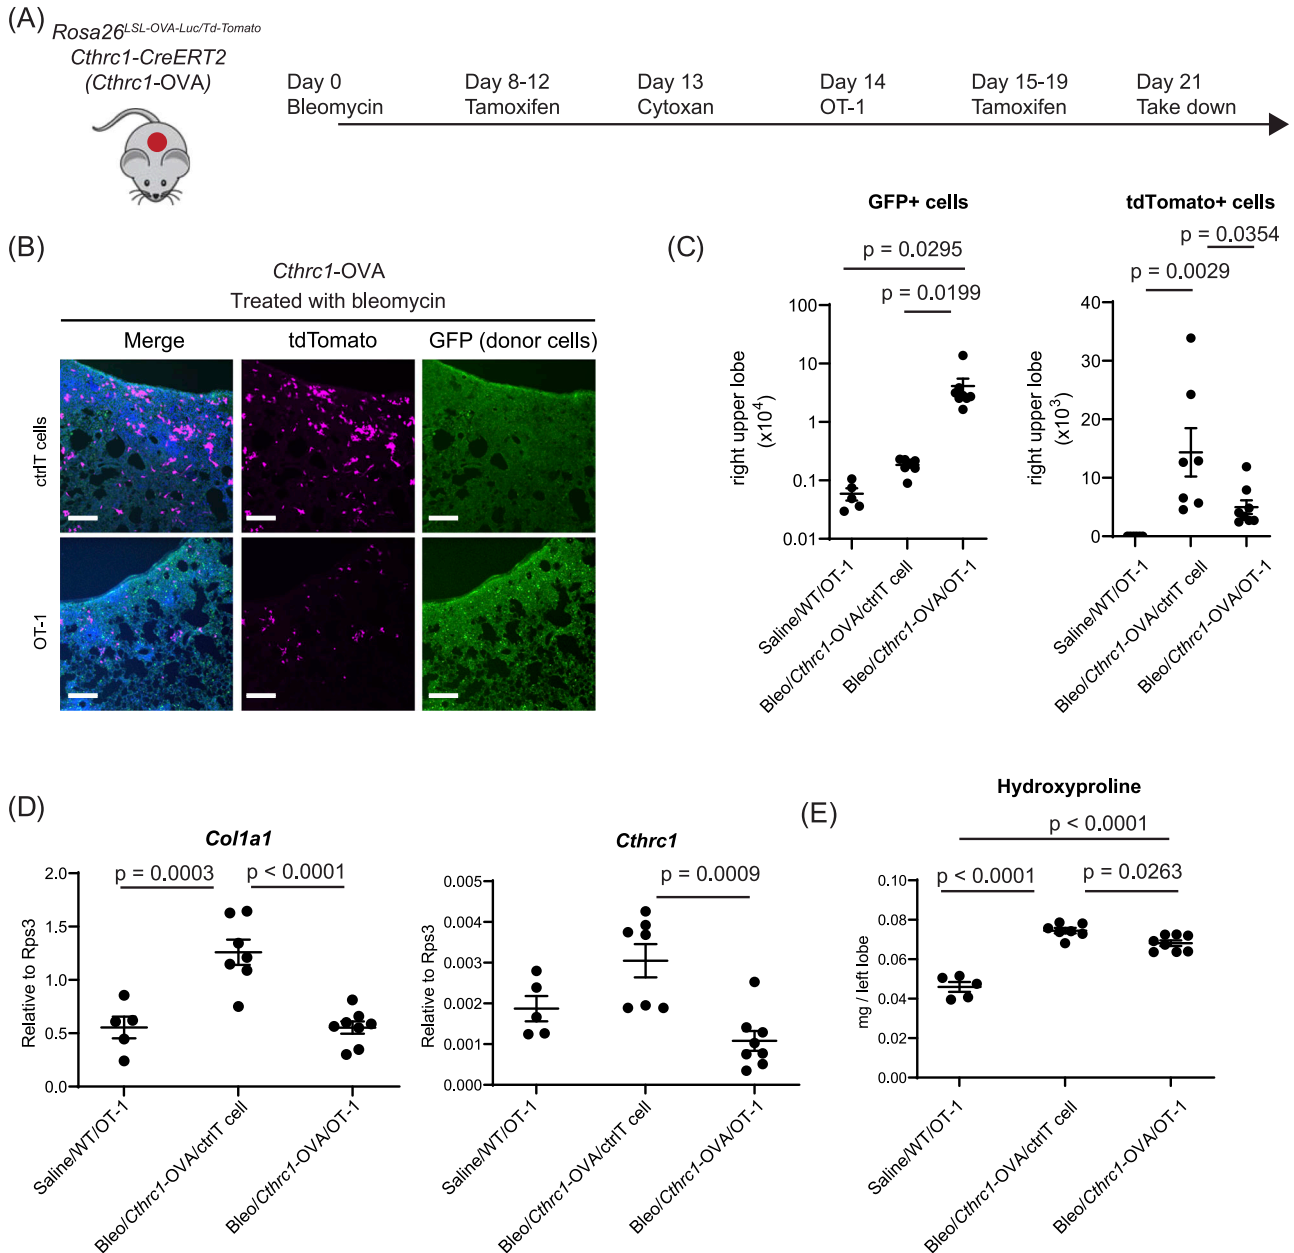 (A)
Rosa26LSL-OVA-Luc/Td-Tomato
Cthrc1-CreERT2
(Cthrc1-OVA)
Day 0
Bleomycin
Day 8-12
Tamoxifen
Day 13
Cytoxan
Day 14
OT-1
Day 15-19
Tamoxifen
Day 21
Take down
(B)
Cthrc1-OVA
Treated with bleomycin
Merge
tdTomato
GFP (donor cells)
ctrlT cells
OT-1
(C)
GFP+ cells
p = 0.0295
p = 0.0199
right upper lobe
(x10⁴)
100
10
1
0.1
0.01
Saline/WT/OT-1
Bleo/Cthrc1-OVA/ctrlT cell
Bleo/Cthrc1-OVA/OT-1
tdTomato+ cells
p = 0.0354
p = 0.0029
right upper lobe
(x10³)
40
30
20
10
0
Saline/WT/OT-1
Bleo/Cthrc1-OVA/ctrlT cell
Bleo/Cthrc1-OVA/OT-1
(D)
Col1a1
p = 0.0003
p < 0.0001
Relative to Rps3
2.0
1.5
1.0
0.5
0.0
Saline/WT/OT-1
Bleo/Cthrc1-OVA/ctrlT cell
Bleo/Cthrc1-OVA/OT-1
Cthrc1
p = 0.0009
Relative to Rps3
0.005
0.004
0.003
0.002
0.001
0.000
Saline/WT/OT-1
Bleo/Cthrc1-OVA/ctrlT cell
Bleo/Cthrc1-OVA/OT-1
(E)
Hydroxyproline
p < 0.0001
p < 0.0001
p = 0.0263
mg / left lobe
0.10
0.08
0.06
0.04
0.02
0.00
Saline/WT/OT-1
Bleo/Cthrc1-OVA/ctrlT cell
Bleo/Cthrc1-OVA/OT-1